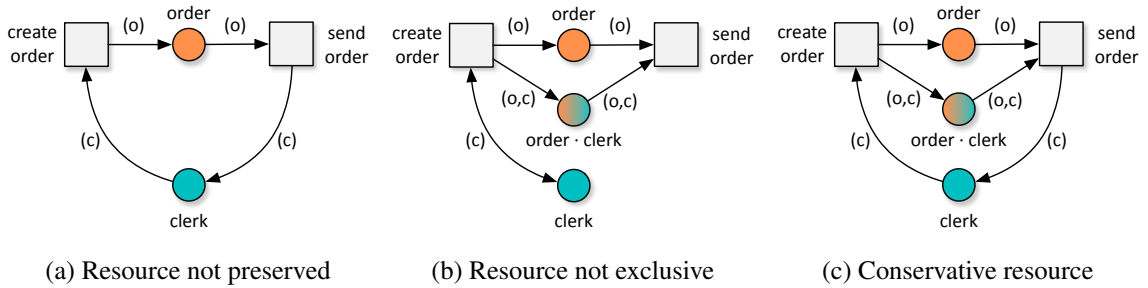 order
create
order
(o)
(o)
send
order
(c)
(c)
clerk
(a) Resource not preserved
order
create
order
(o)
(o)
send
order
(o,c)
(o,c)
order · clerk
(c)
clerk
(b) Resource not exclusive
order
create
order
(o)
(o)
send
order
(o,c)
(o,c)
order · clerk
(c)
(c)
clerk
(c) Conservative resource